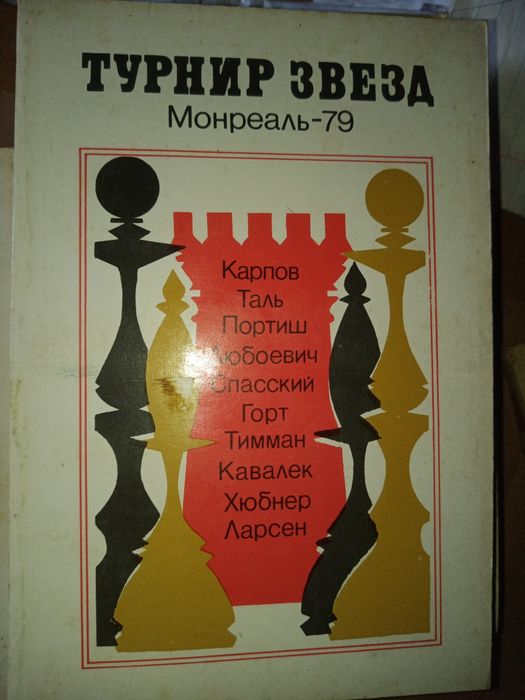 ТУРНИР ЗВЕЗД
Монреаль-79
Карпов
Таль
Портиш
Любоевич
Спасский
Горт
Тимман
Кавалек
Хюбнер
Ларсен